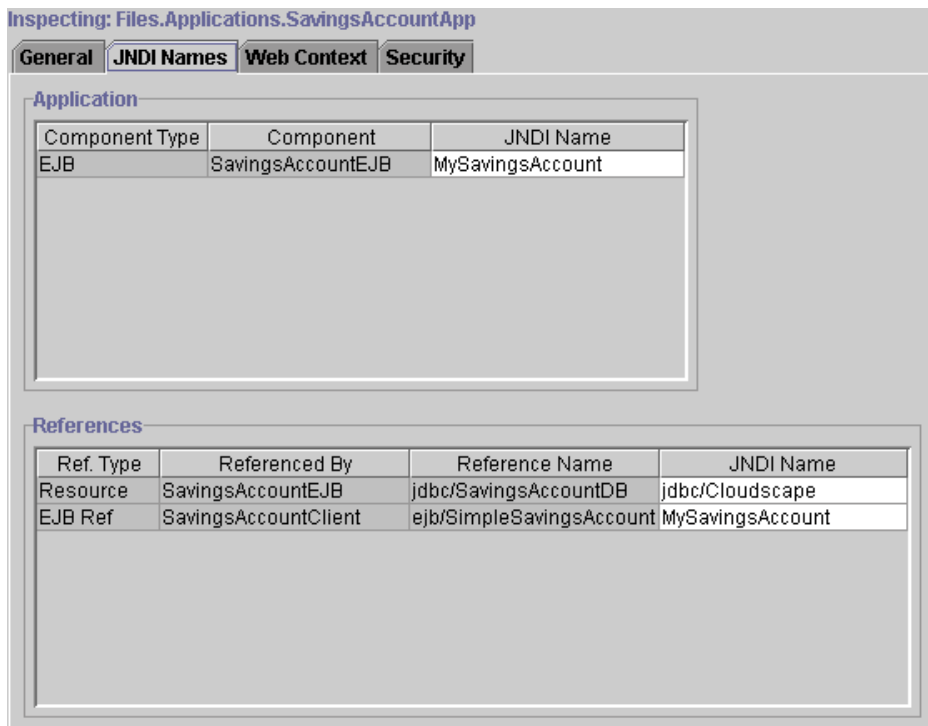 Inspecting: Files.Applications.SavingsAccountApp
General JNDI Names Web Context Security
Application
Component Type Component JNDI Name
EJB SavingsAccountEJB MySavingsAccount
References
Ref. Type Referenced By Reference Name JNDI Name
Resource SavingsAccountEJB jdbc/SavingsAccountDB jdbc/Cloudscape
EJB Ref SavingsAccountClient ejb/SimpleSavingsAccount MySavingsAccount